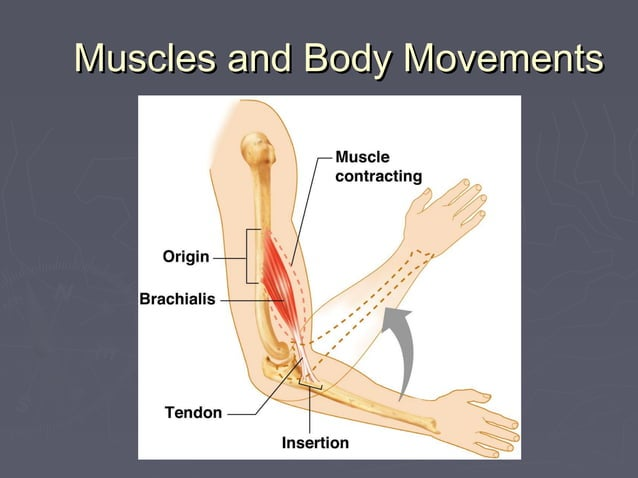 Muscles and Body Movements
Muscle
contracting
Origin
Brachialis
Tendon
Insertion